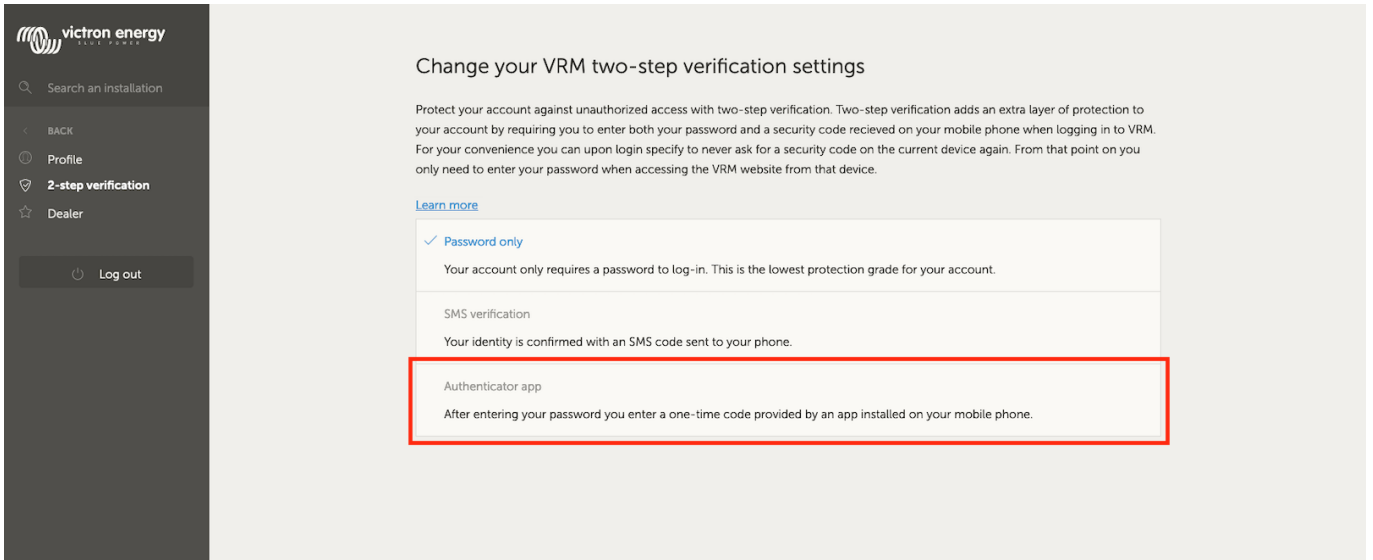 victron energy
BLUE POWER
Search an installation
BACK
Profile
2-step verification
Dealer
Log out
Change your VRM two-step verification settings
Protect your account against unauthorized access with two-step verification. Two-step verification adds an extra layer of protection to
your account by requiring you to enter both your password and a security code recieved on your mobile phone when logging in to VRM.
For your convenience you can upon login specify to never ask for a security code on the current device again. From that point on you
only need to enter your password when accessing the VRM website from that device.
Learn more
Password only
Your account only requires a password to log-in. This is the lowest protection grade for your account.
SMS verification
Your identity is confirmed with an SMS code sent to your phone.
Authenticator app
After entering your password you enter a one-time code provided by an app installed on your mobile phone.